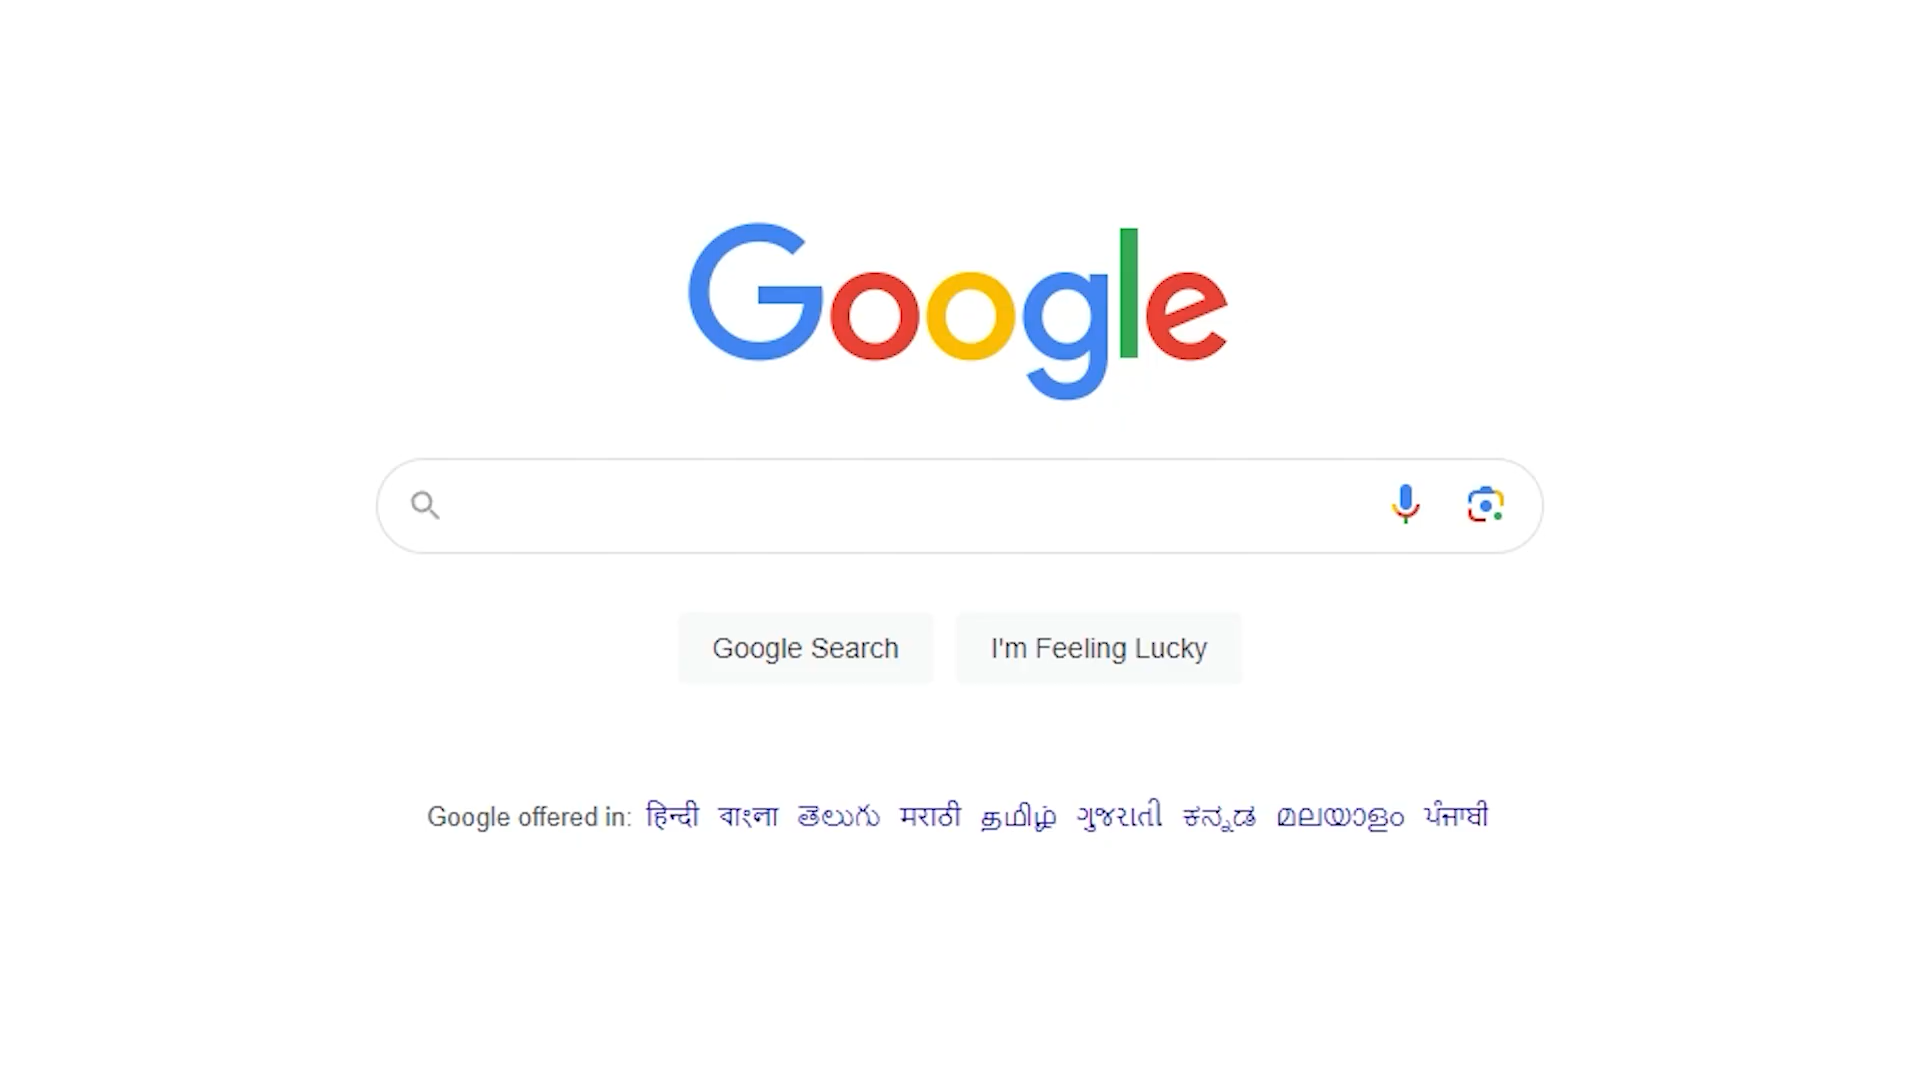 Google
Google Search I'm Feeling Lucky
Google offered in: हिन्दी বাংলা తెలుగు मराठी தமிழ் ગુજરાતી ಕನ್ನಡ മലയാളം ਪੰਜਾਬੀ